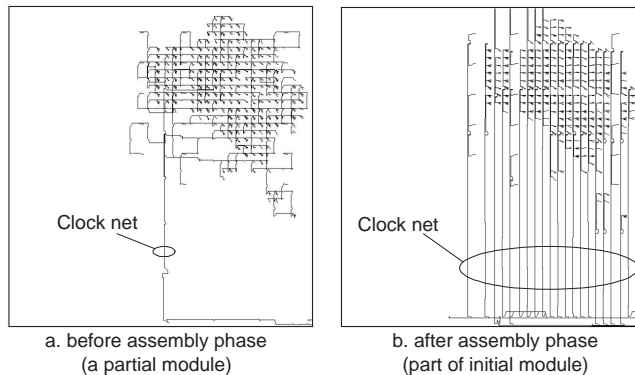 Clock net
a. before assembly phase
(a partial module)
Clock net
b. after assembly phase
(part of initial module)